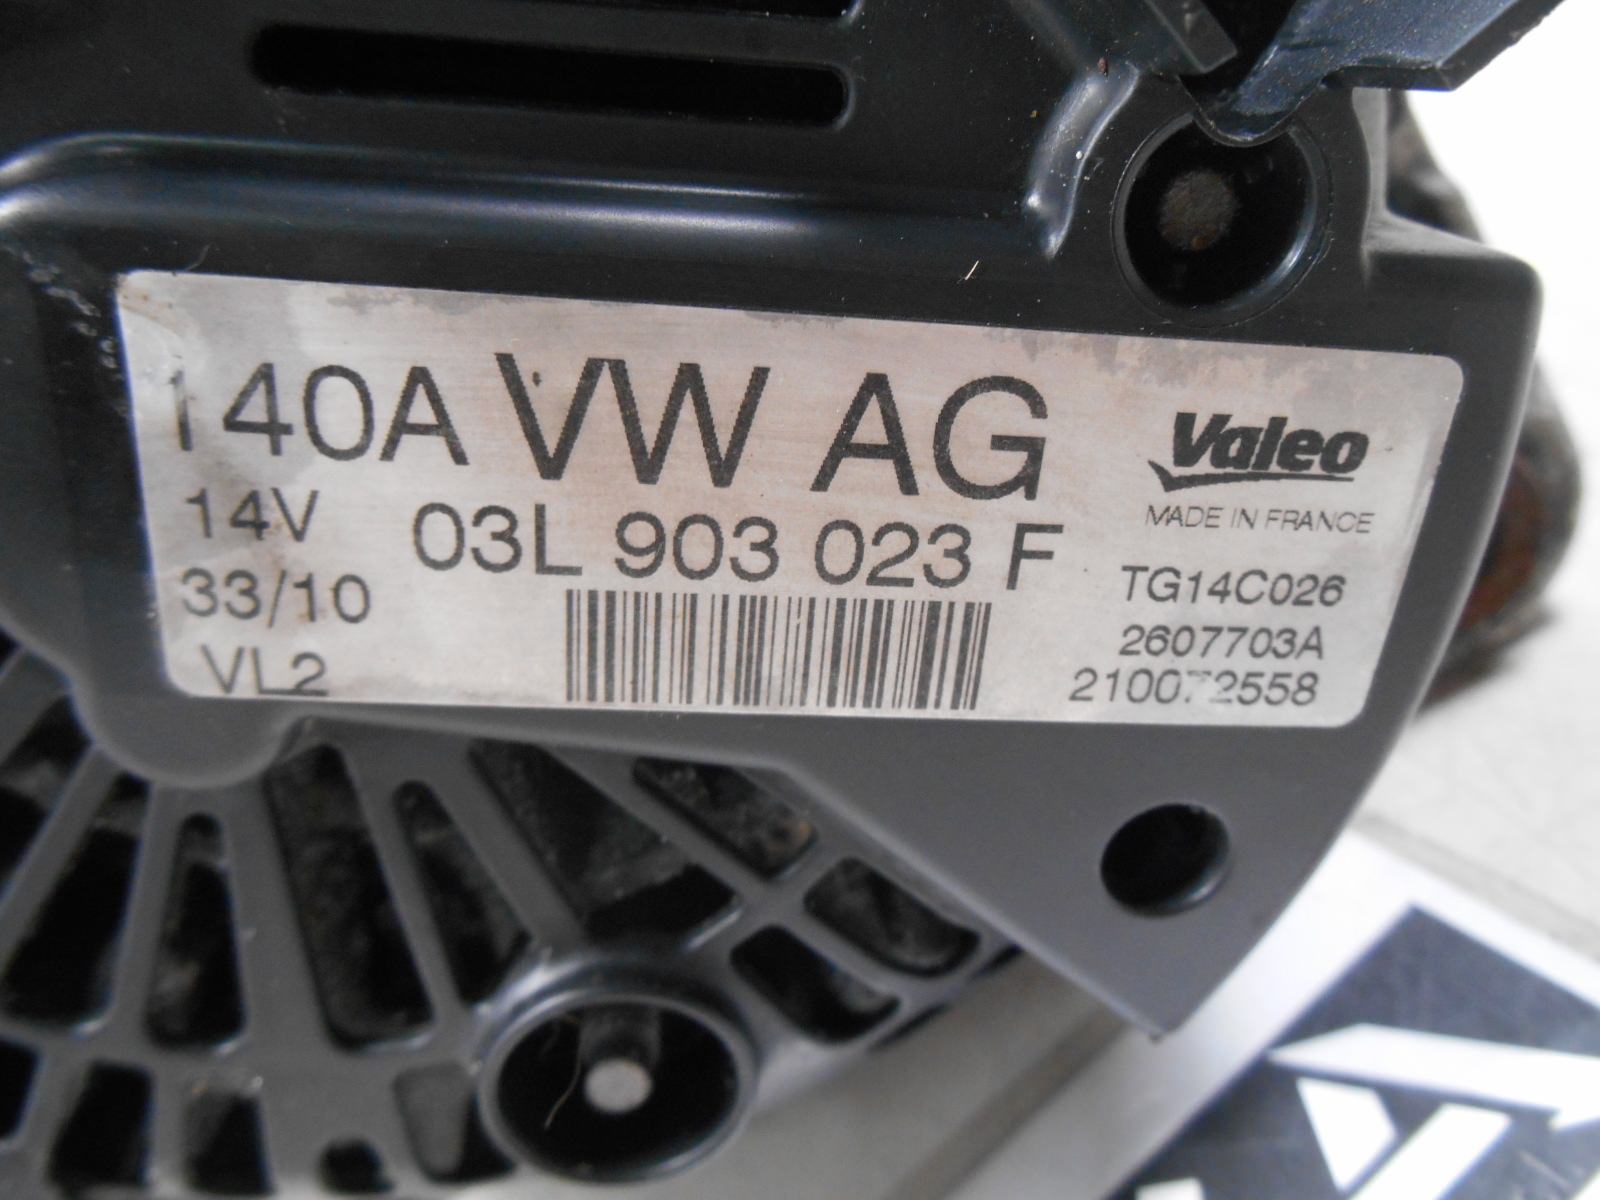 140A VW AG
14V 03L 903 023 F
33/10
VL2
Valeo
MADE IN FRANCE
TG14C026
2607703A
210072558